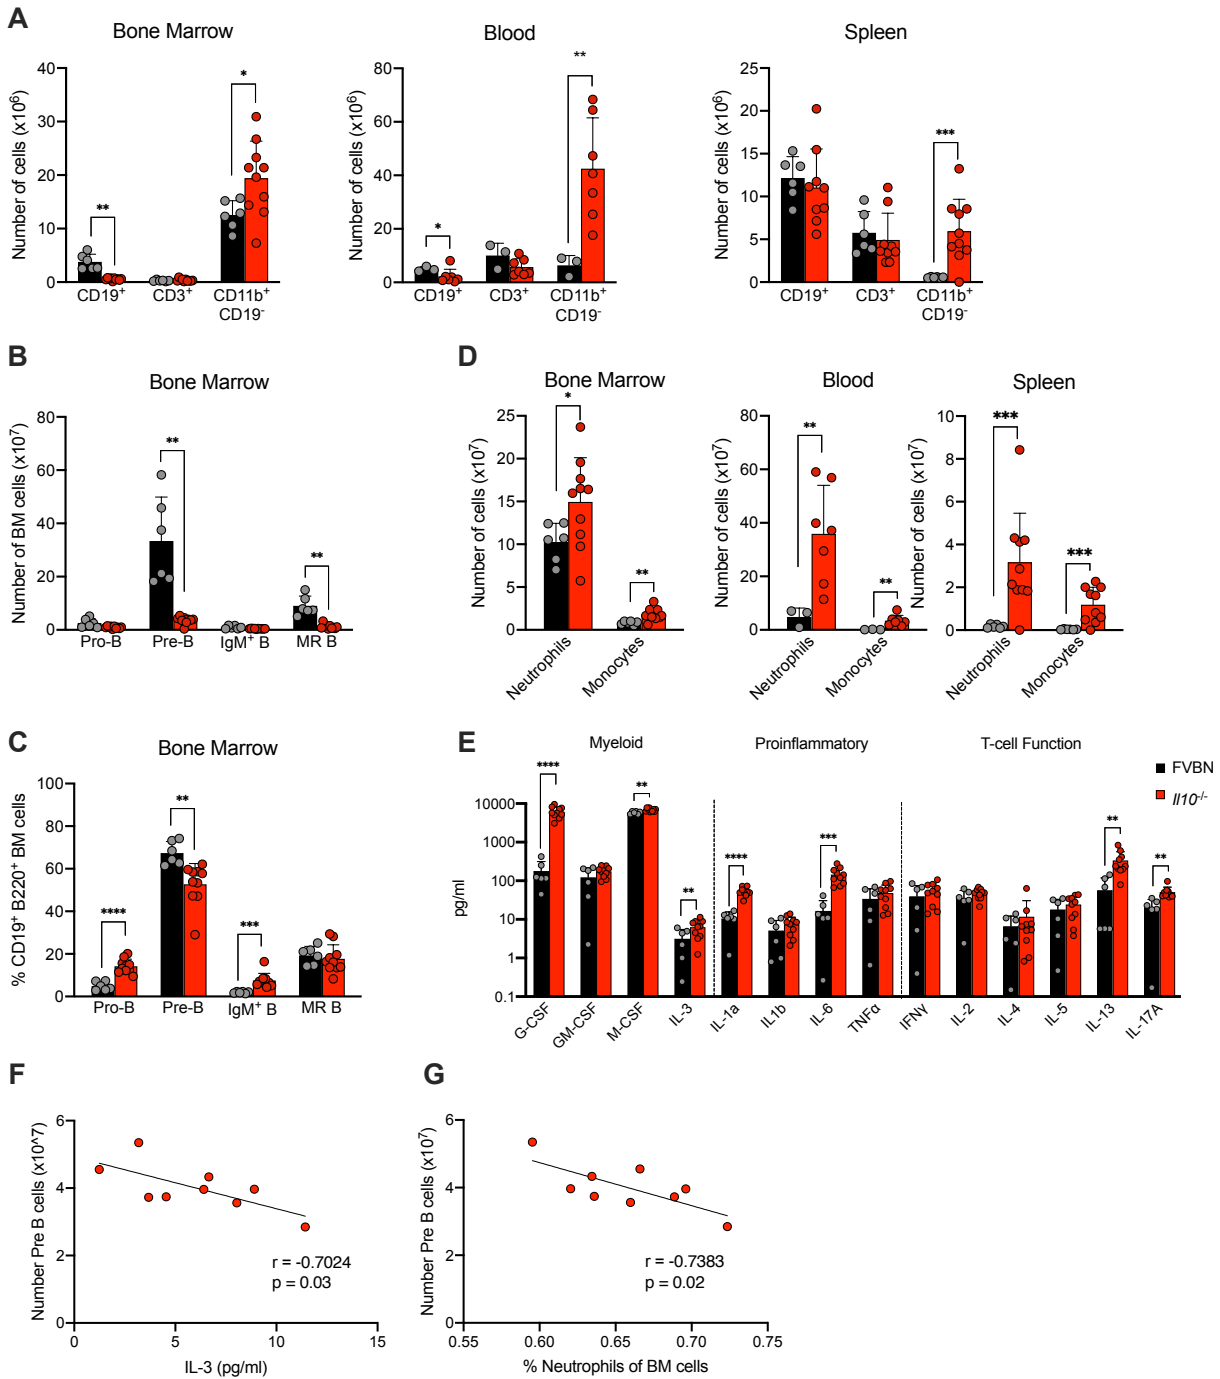 A
Bone Marrow
Blood
Spleen
Number of cells (x10⁶)
40
30
20
10
0
**
*
CD19⁺
CD3⁺
CD11b⁺
CD19⁻
Number of cells (x10⁶)
80
60
40
20
0
*
**
CD19⁺
CD3⁺
CD11b⁺
CD19⁻
Number of cells (x10⁶)
25
20
15
10
5
0
***
CD19⁺
CD3⁺
CD11b⁺
CD19⁻
B
Bone Marrow
Number of BM cells (x10⁷)
80
60
40
20
0
**
**
Pro-B
Pre-B
IgM⁺ B
MR B
D
Bone Marrow
Blood
Spleen
Number of cells (x10⁷)
25
20
15
10
5
0
*
**
Neutrophils
Monocytes
Number of cells (x10⁷)
80
60
40
20
0
**
**
Neutrophils
Monocytes
Number of cells (x10⁷)
10
8
6
4
2
0
***
***
Neutrophils
Monocytes
C
Bone Marrow
% CD19⁺ B220⁺ BM cells
100
80
60
40
20
0
****
**
***
Pro-B
Pre-B
IgM⁺ B
MR B
E
Myeloid
Proinflammatory
T-cell Function
FVBN
Il10⁻/⁻
pg/ml
10000
1000
100
10
1
0.1
****
**
**
****
***
**
**
G-CSF
GM-CSF
M-CSF
IL-3
IL-1a
IL1b
IL-6
TNFα
IFNγ
IL-2
IL-4
IL-5
IL-13
IL-17A
F
Number Pre B cells (x10^7)
6
4
2
0
r = -0.7024
p = 0.03
0
5
10
15
IL-3 (pg/ml)
G
Number Pre B cells (x10⁷)
6
4
2
0
r = -0.7383
p = 0.02
0.55
0.60
0.65
0.70
0.75
% Neutrophils of BM cells